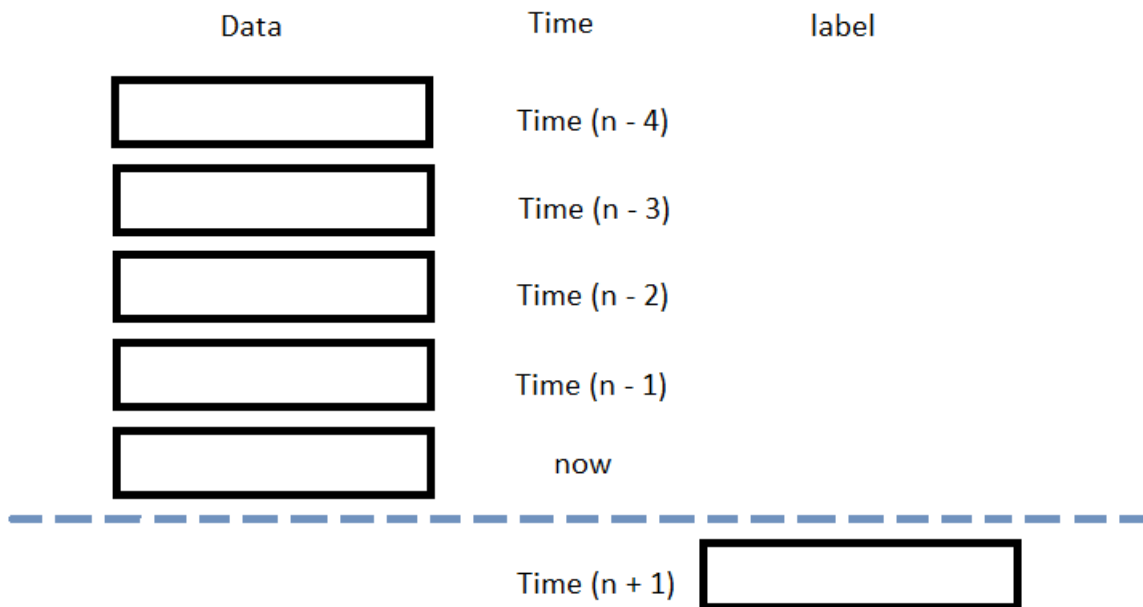 Data Time label
Time (n - 4)
Time (n - 3)
Time (n - 2)
Time (n - 1)
now
Time (n + 1)